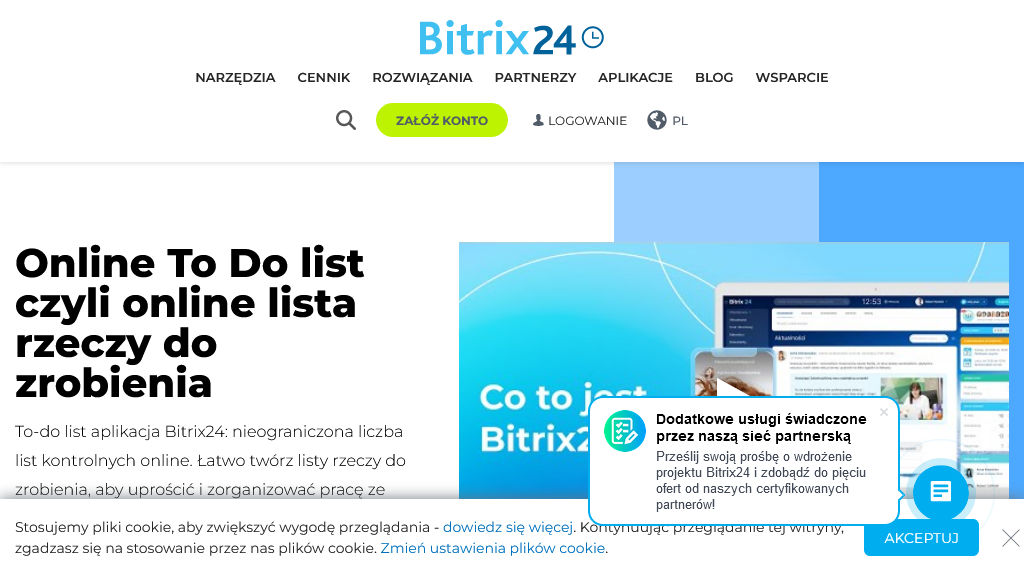 Bitrix24
NARZĘDZIA CENNIK ROZWIĄZANIA PARTNERZY APLIKACJE BLOG WSPARCIE
ZAŁÓŻ KONTO LOGOWANIE PL
Online To Do list
czyli online lista
rzeczy do
zrobienia
To-do list aplikacja Bitrix24: nieograniczona liczba
list kontrolnych online. Łatwo twórz listy rzeczy do
zrobienia, aby uprościć i zorganizować pracę ze
Bitrix 24
12:53
Aktualności
Co to jest
Bitrix2
Dodatkowe usługi świadczone
przez naszą sieć partnerską
Prześlij swoją prośbę o wdrożenie
projektu Bitrix24 i zdobądź do pięciu
ofert od naszych certyfikowanych
partnerów!
Stosujemy pliki cookie, aby zwiększyć wygodę przeglądania - dowiedz się więcej. Kontynuując przeglądanie tej witryny,
zgadzasz się na stosowanie przez nas plików cookie. Zmień ustawienia plików cookie.
AKCEPTUJ